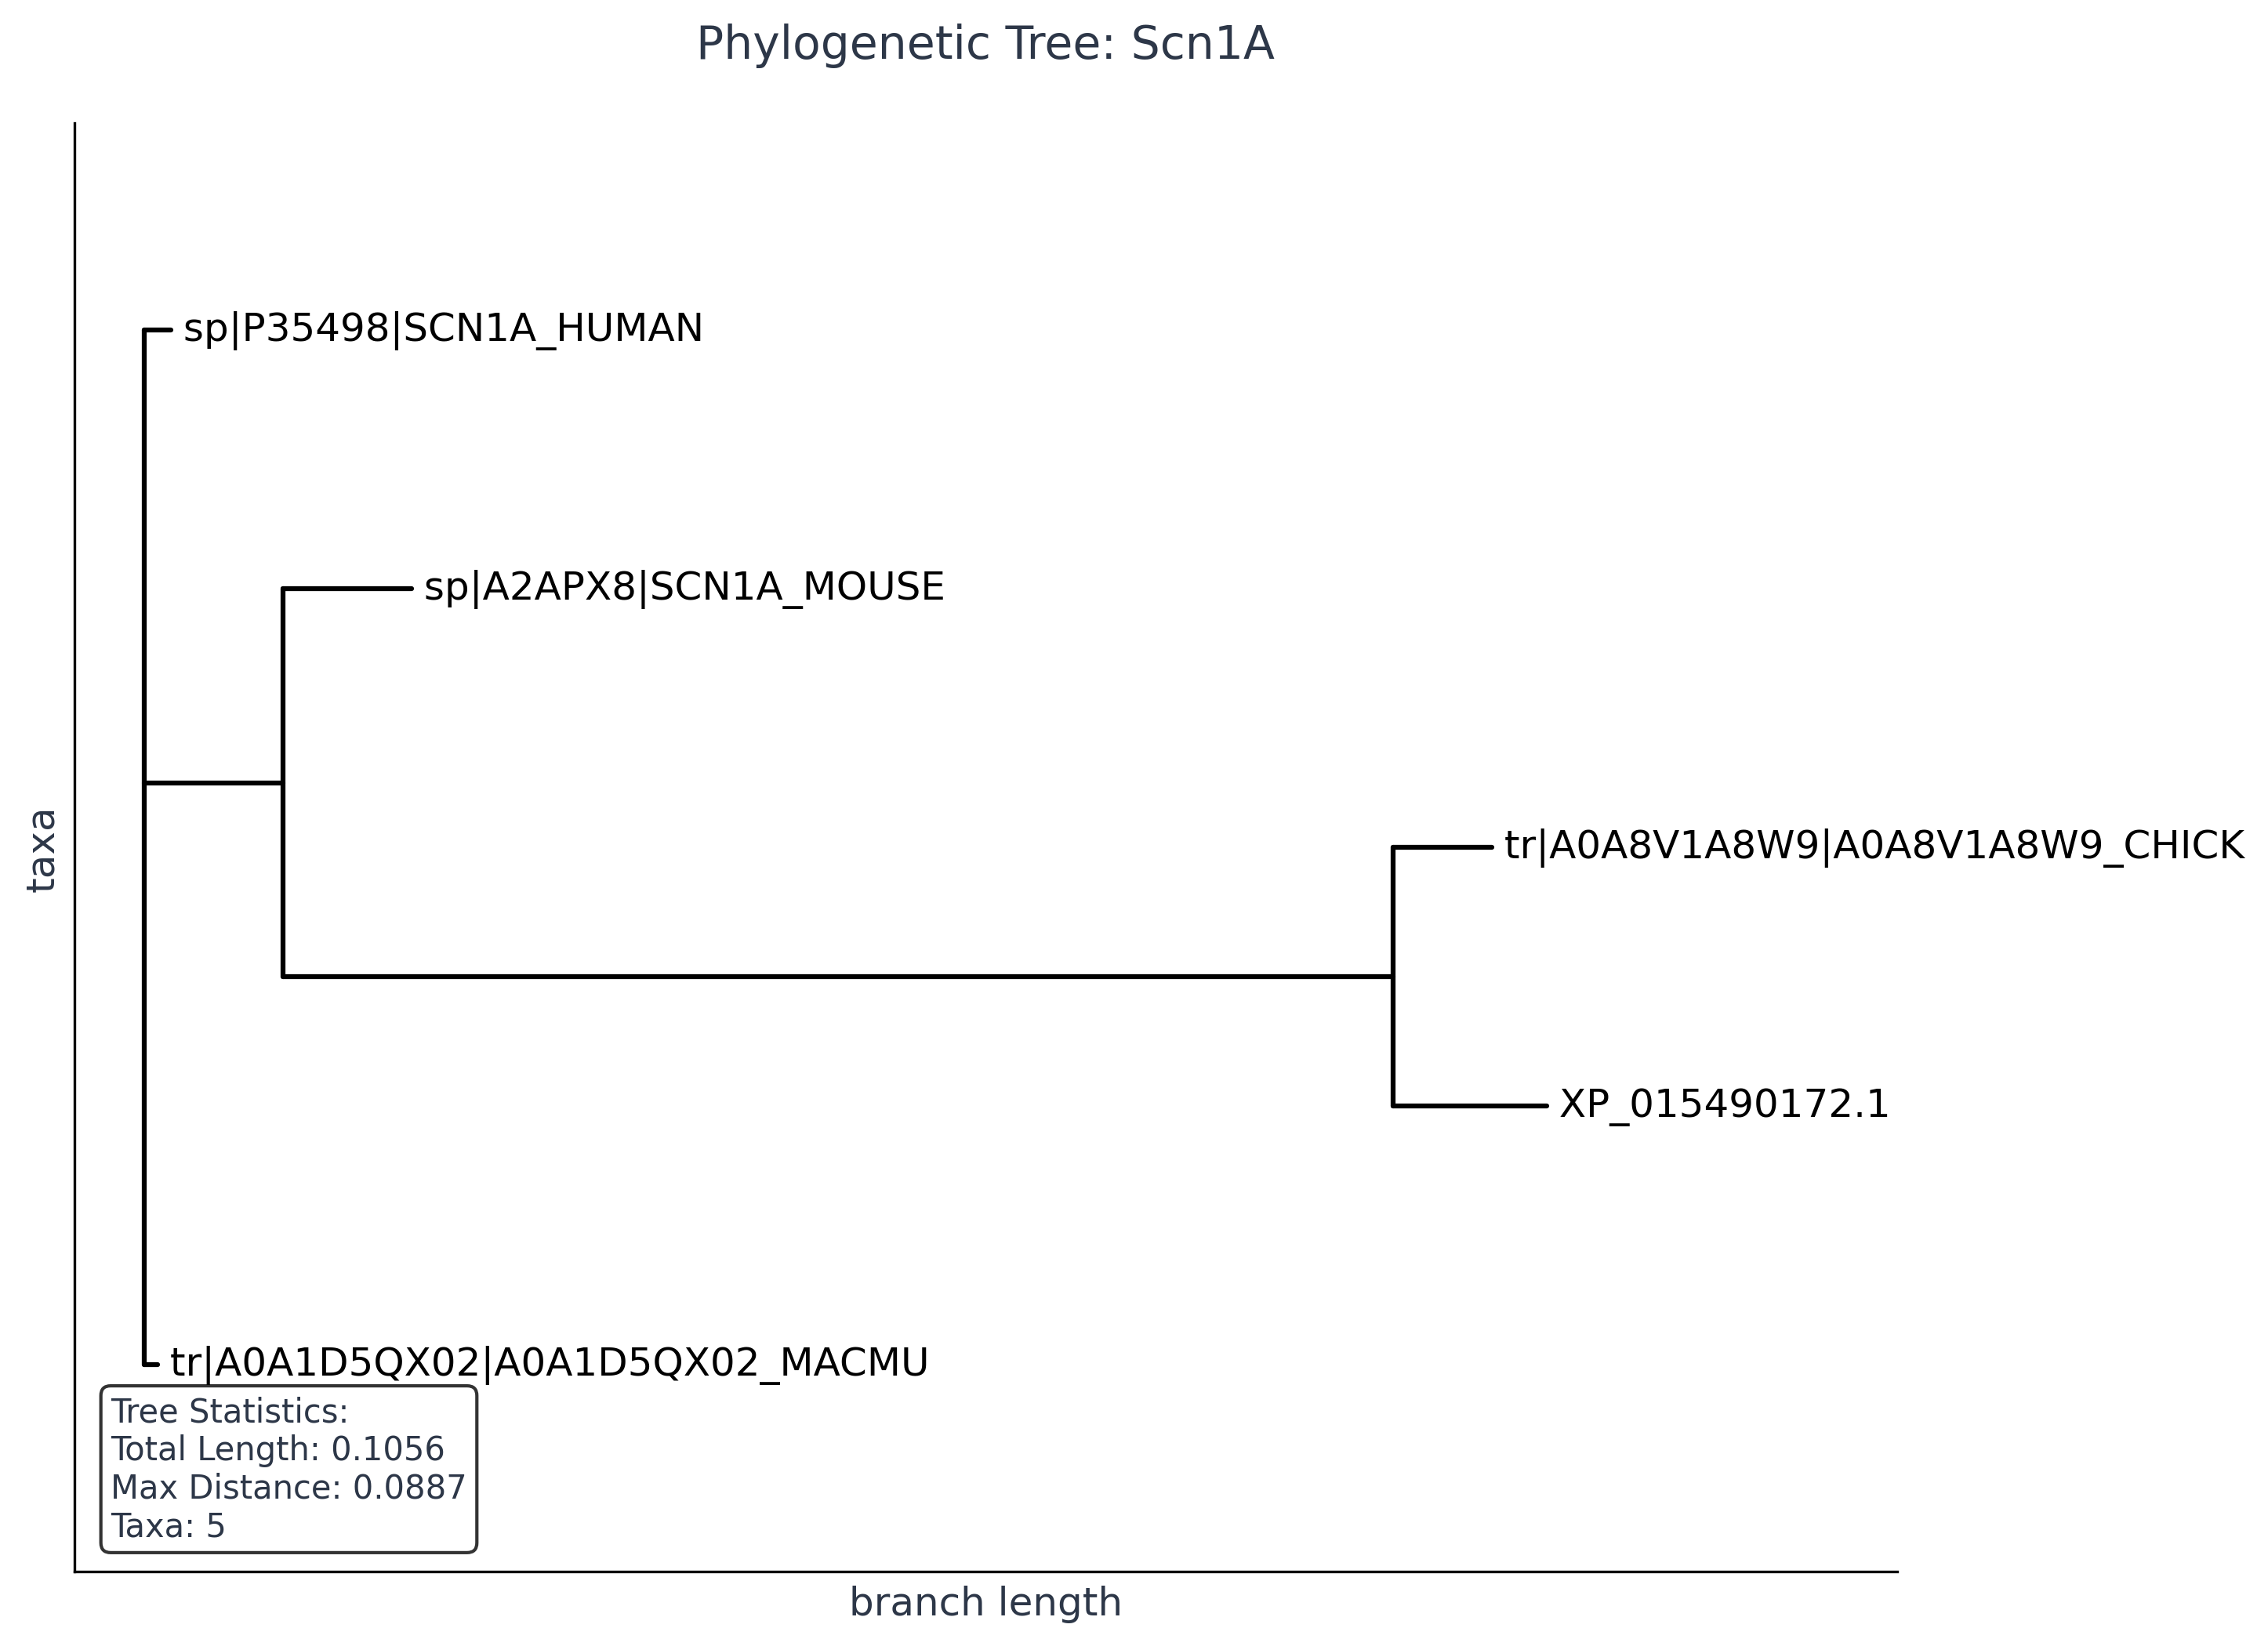 Phylogenetic Tree: Scn1A
sp|P35498|SCN1A_HUMAN
sp|A2APX8|SCN1A_MOUSE
tr|A0A8V1A8W9|A0A8V1A8W9_CHICK
taxa
XP_015490172.1
tr|A0A1D5QX02|A0A1D5QX02_MACMU
Tree Statistics:
Total Length: 0.1056
Max Distance: 0.0887
Taxa: 5
branch length